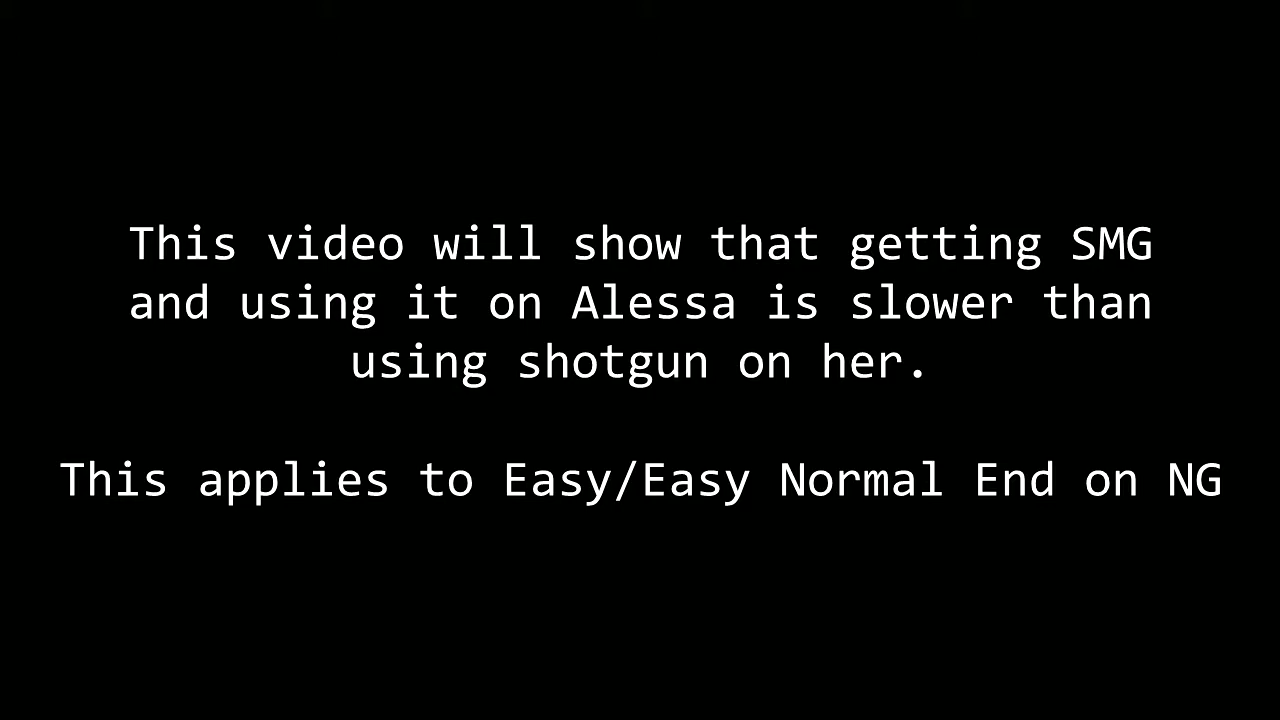 This video will show that getting SMG
and using it on Alessa is slower than
using shotgun on her.
This applies to Easy/Easy Normal End on NG